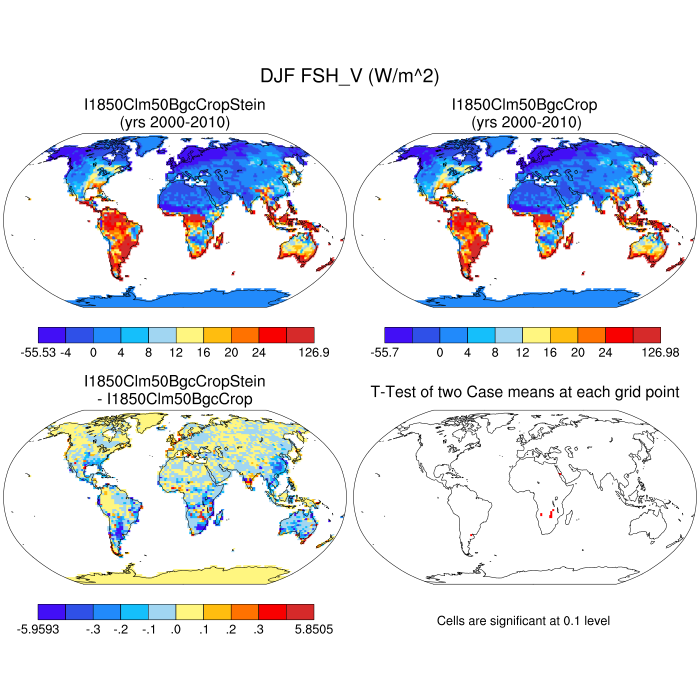 DJF FSH_V (W/m^2)
I1850Clm50BgcCropStein
(yrs 2000-2010)
I1850Clm50BgcCrop
(yrs 2000-2010)
-55.53 -4 0 4 8 12 16 20 24 126.9
-55.7 0 4 8 12 16 20 24 126.98
I1850Clm50BgcCropStein
- I1850Clm50BgcCrop
T-Test of two Case means at each grid point
-5.9593 -.3 -.2 -.1 .0 .1 .2 .3 5.8505
Cells are significant at 0.1 level